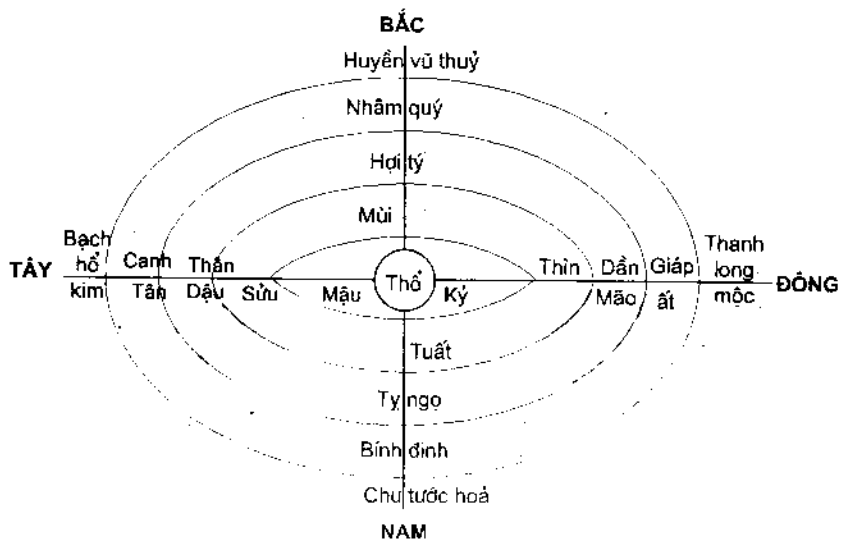 BẮC
Huyền vũ thuỷ
Nhâm quý
Hợi tý
Mùi
Bạch
hổ
kim
TÂY
Canh
Tân
Thân
Dậu
Sửu
Mậu
Thổ
Kỷ
Thìn
Dần
Mão
Giáp
ất
Thanh
long
mộc
ĐÔNG
Tuất
Tỵ ngọ
Bính đinh
Chu tước hoả
NAM